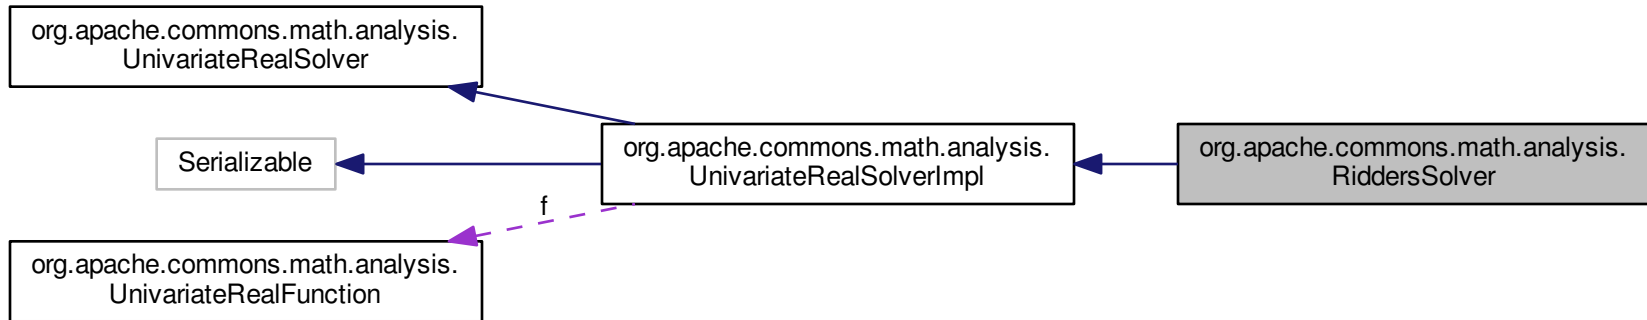 org.apache.commons.math.analysis.
UnivariateRealSolver
Serializable
org.apache.commons.math.analysis.
UnivariateRealSolverImpl
org.apache.commons.math.analysis.
RiddersSolver
f
org.apache.commons.math.analysis.
UnivariateRealFunction